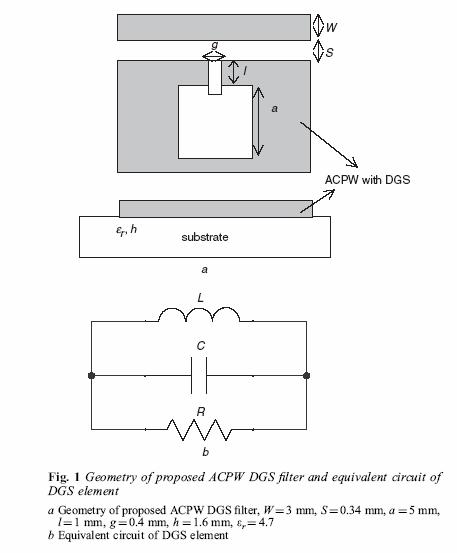 W
S
g
l
a
ACPW with DGS
εr, h
substrate
a
L
C
R
b
Fig. 1 Geometry of proposed ACPW DGS filter and equivalent circuit of
DGS element
a Geometry of proposed ACPW DGS filter, W = 3 mm, S = 0.34 mm, a = 5 mm,
l = 1 mm, g = 0.4 mm, h = 1.6 mm, εr = 4.7
b Equivalent circuit of DGS element